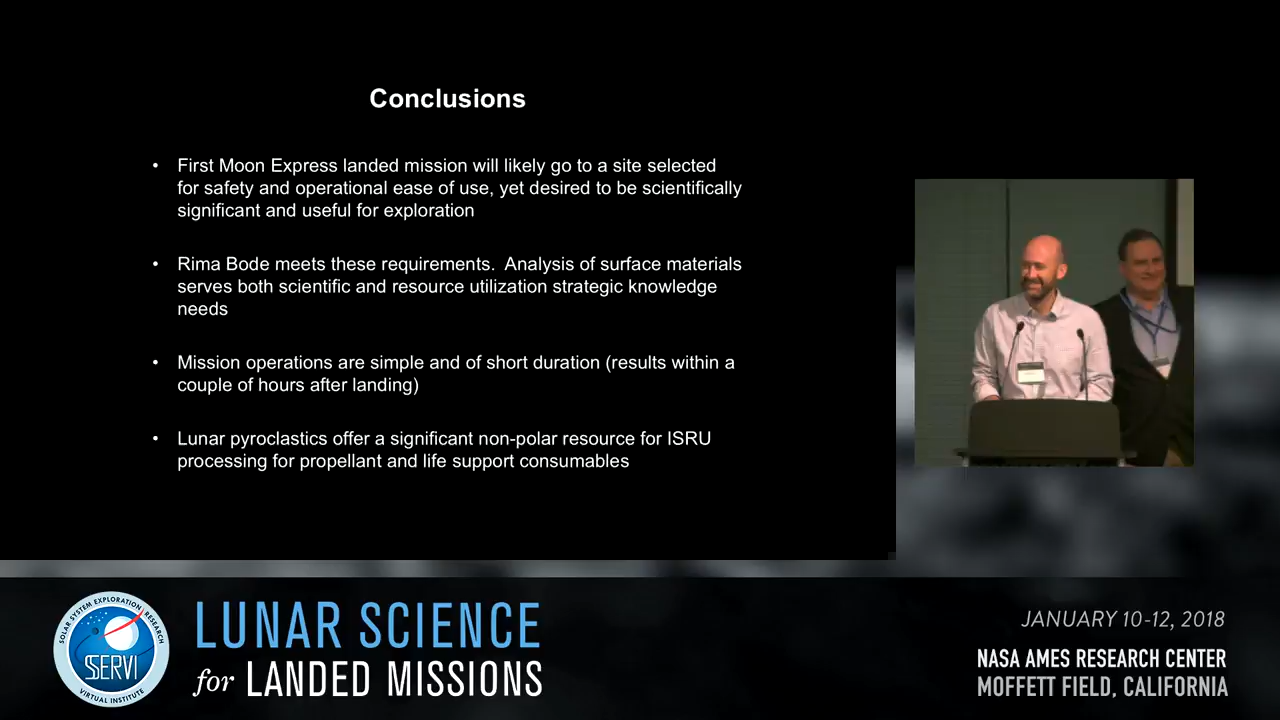 Conclusions
• First Moon Express landed mission will likely go to a site selected
for safety and operational ease of use, yet desired to be scientifically
significant and useful for exploration
• Rima Bode meets these requirements.  Analysis of surface materials
serves both scientific and resource utilization strategic knowledge
needs
• Mission operations are simple and of short duration (results within a
couple of hours after landing)
• Lunar pyroclastics offer a significant non-polar resource for ISRU
processing for propellant and life support consumables
SOLAR SYSTEM EXPLORATION RESEARCH
SSERVI
VIRTUAL INSTITUTE
LUNAR SCIENCE
for LANDED MISSIONS
JANUARY 10-12, 2018
NASA AMES RESEARCH CENTER
MOFFETT FIELD, CALIFORNIA